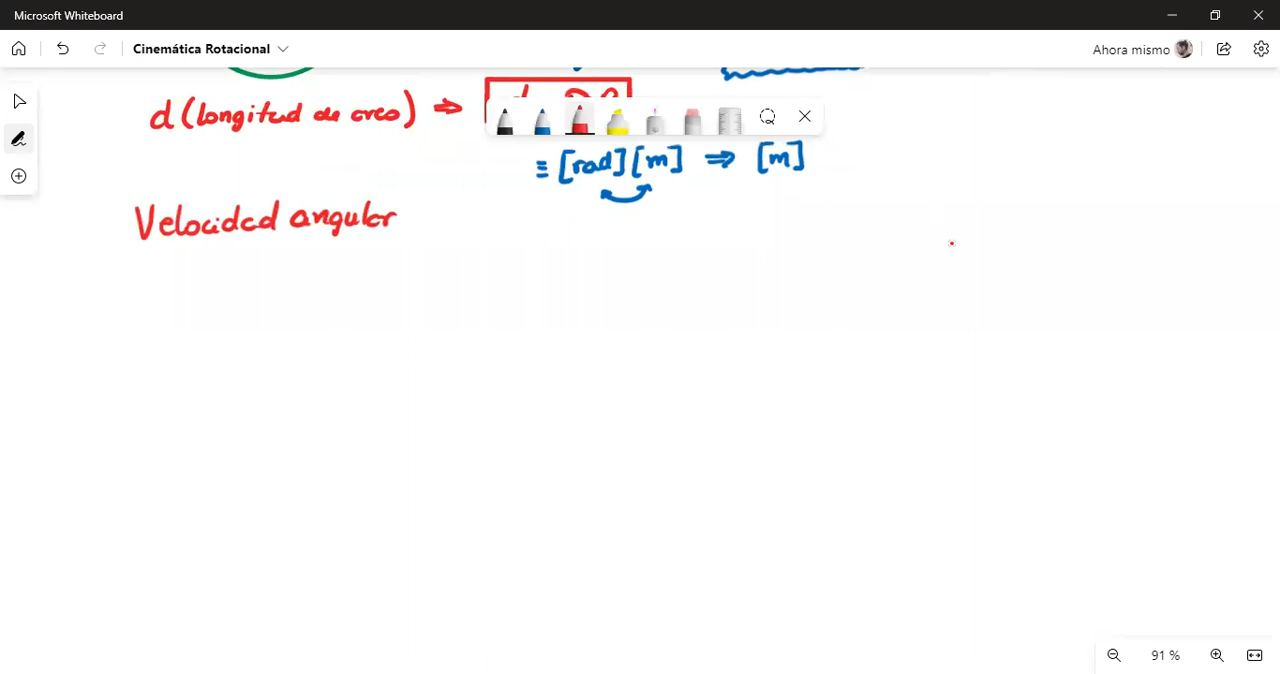 Microsoft Whiteboard
Cinemática Rotacional
Ahora mismo
d (longitud de arco) ⇒
≡ [rad] [m] ⇒ [m]
Velocidad angular
91 %